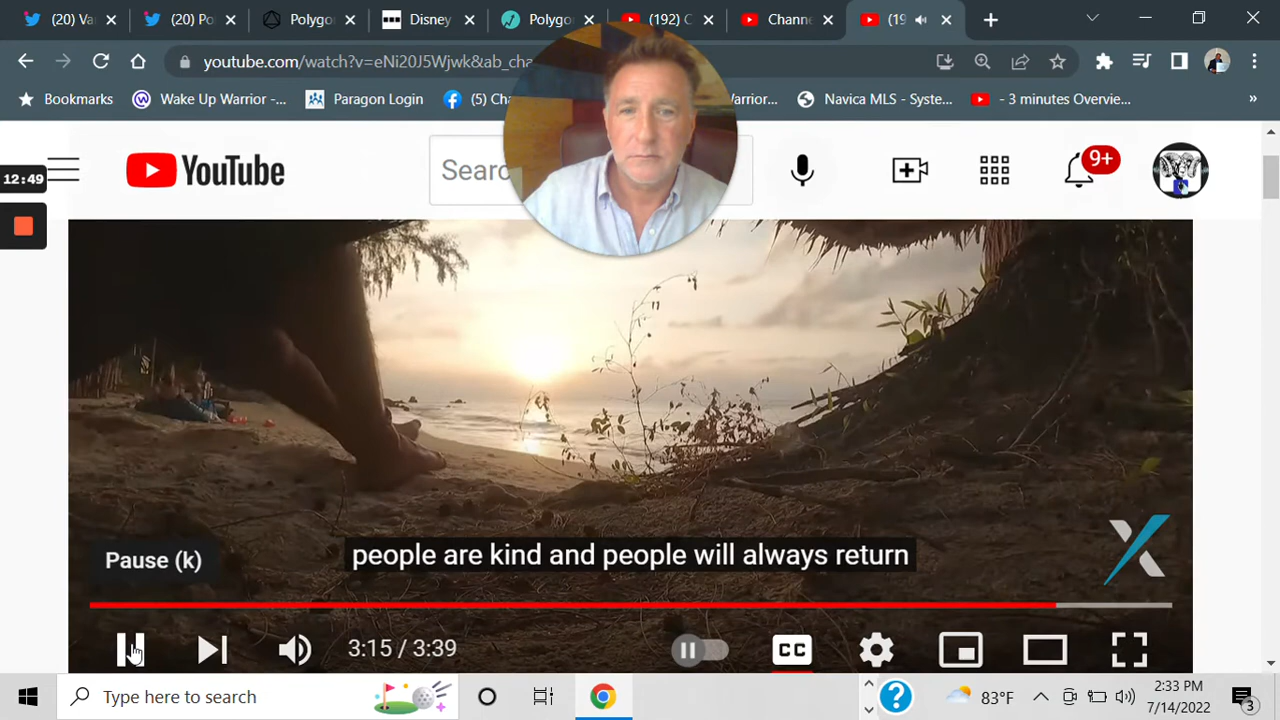 (20) Va
(20) Po
Polygo
Disney
Polygo
(192) C
Chann
(19
youtube.com/watch?v=eNi20J5Wjwk&ab_cha
Bookmarks
Wake Up Warrior -...
Paragon Login
(5) Cha
Warrior...
Navica MLS - Syste...
- 3 minutes Overvie...
»
12:49
YouTube
Searc
9+
people are kind and people will always return
Pause (k)
X
3:15 / 3:39
CC
Type here to search
?
83°F
2:33 PM
7/14/2022
3